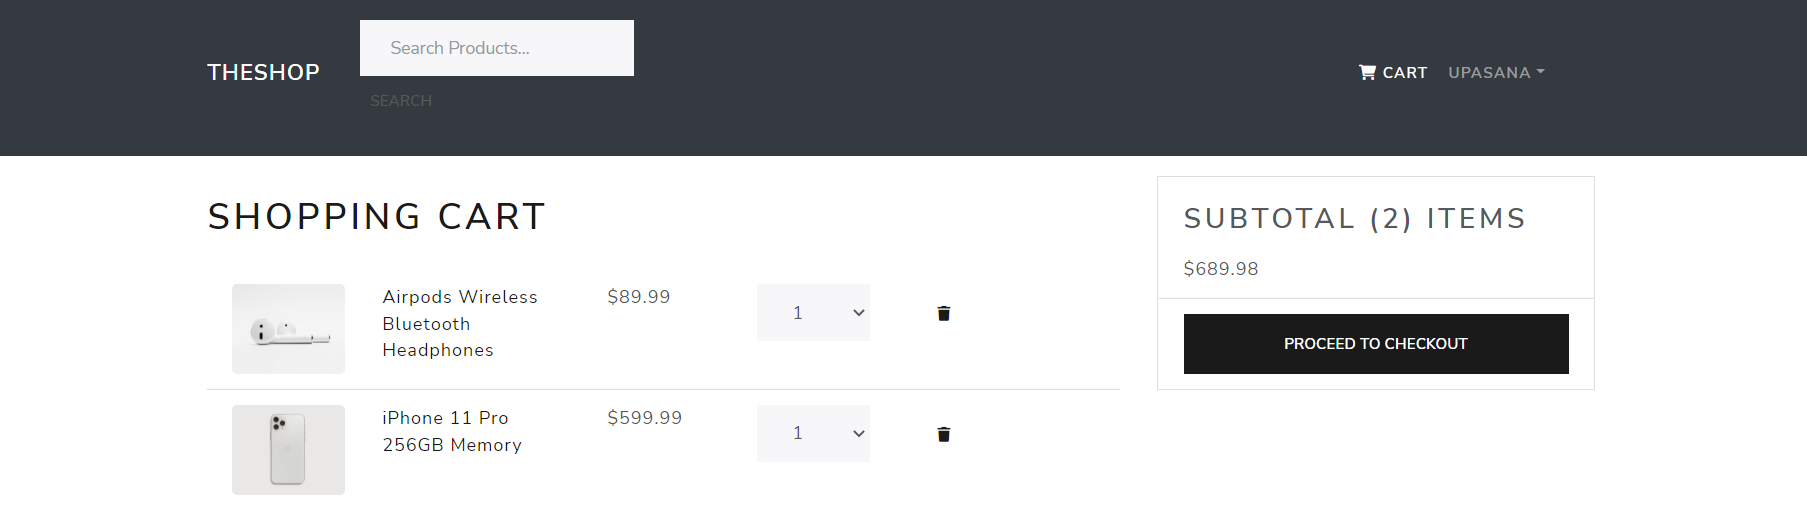 THESHOP
Search Products...
SEARCH
CART
UPASANA
SHOPPING CART
Airpods Wireless
Bluetooth
Headphones
$89.99
1
iPhone 11 Pro
256GB Memory
$599.99
1
SUBTOTAL (2) ITEMS
$689.98
PROCEED TO CHECKOUT